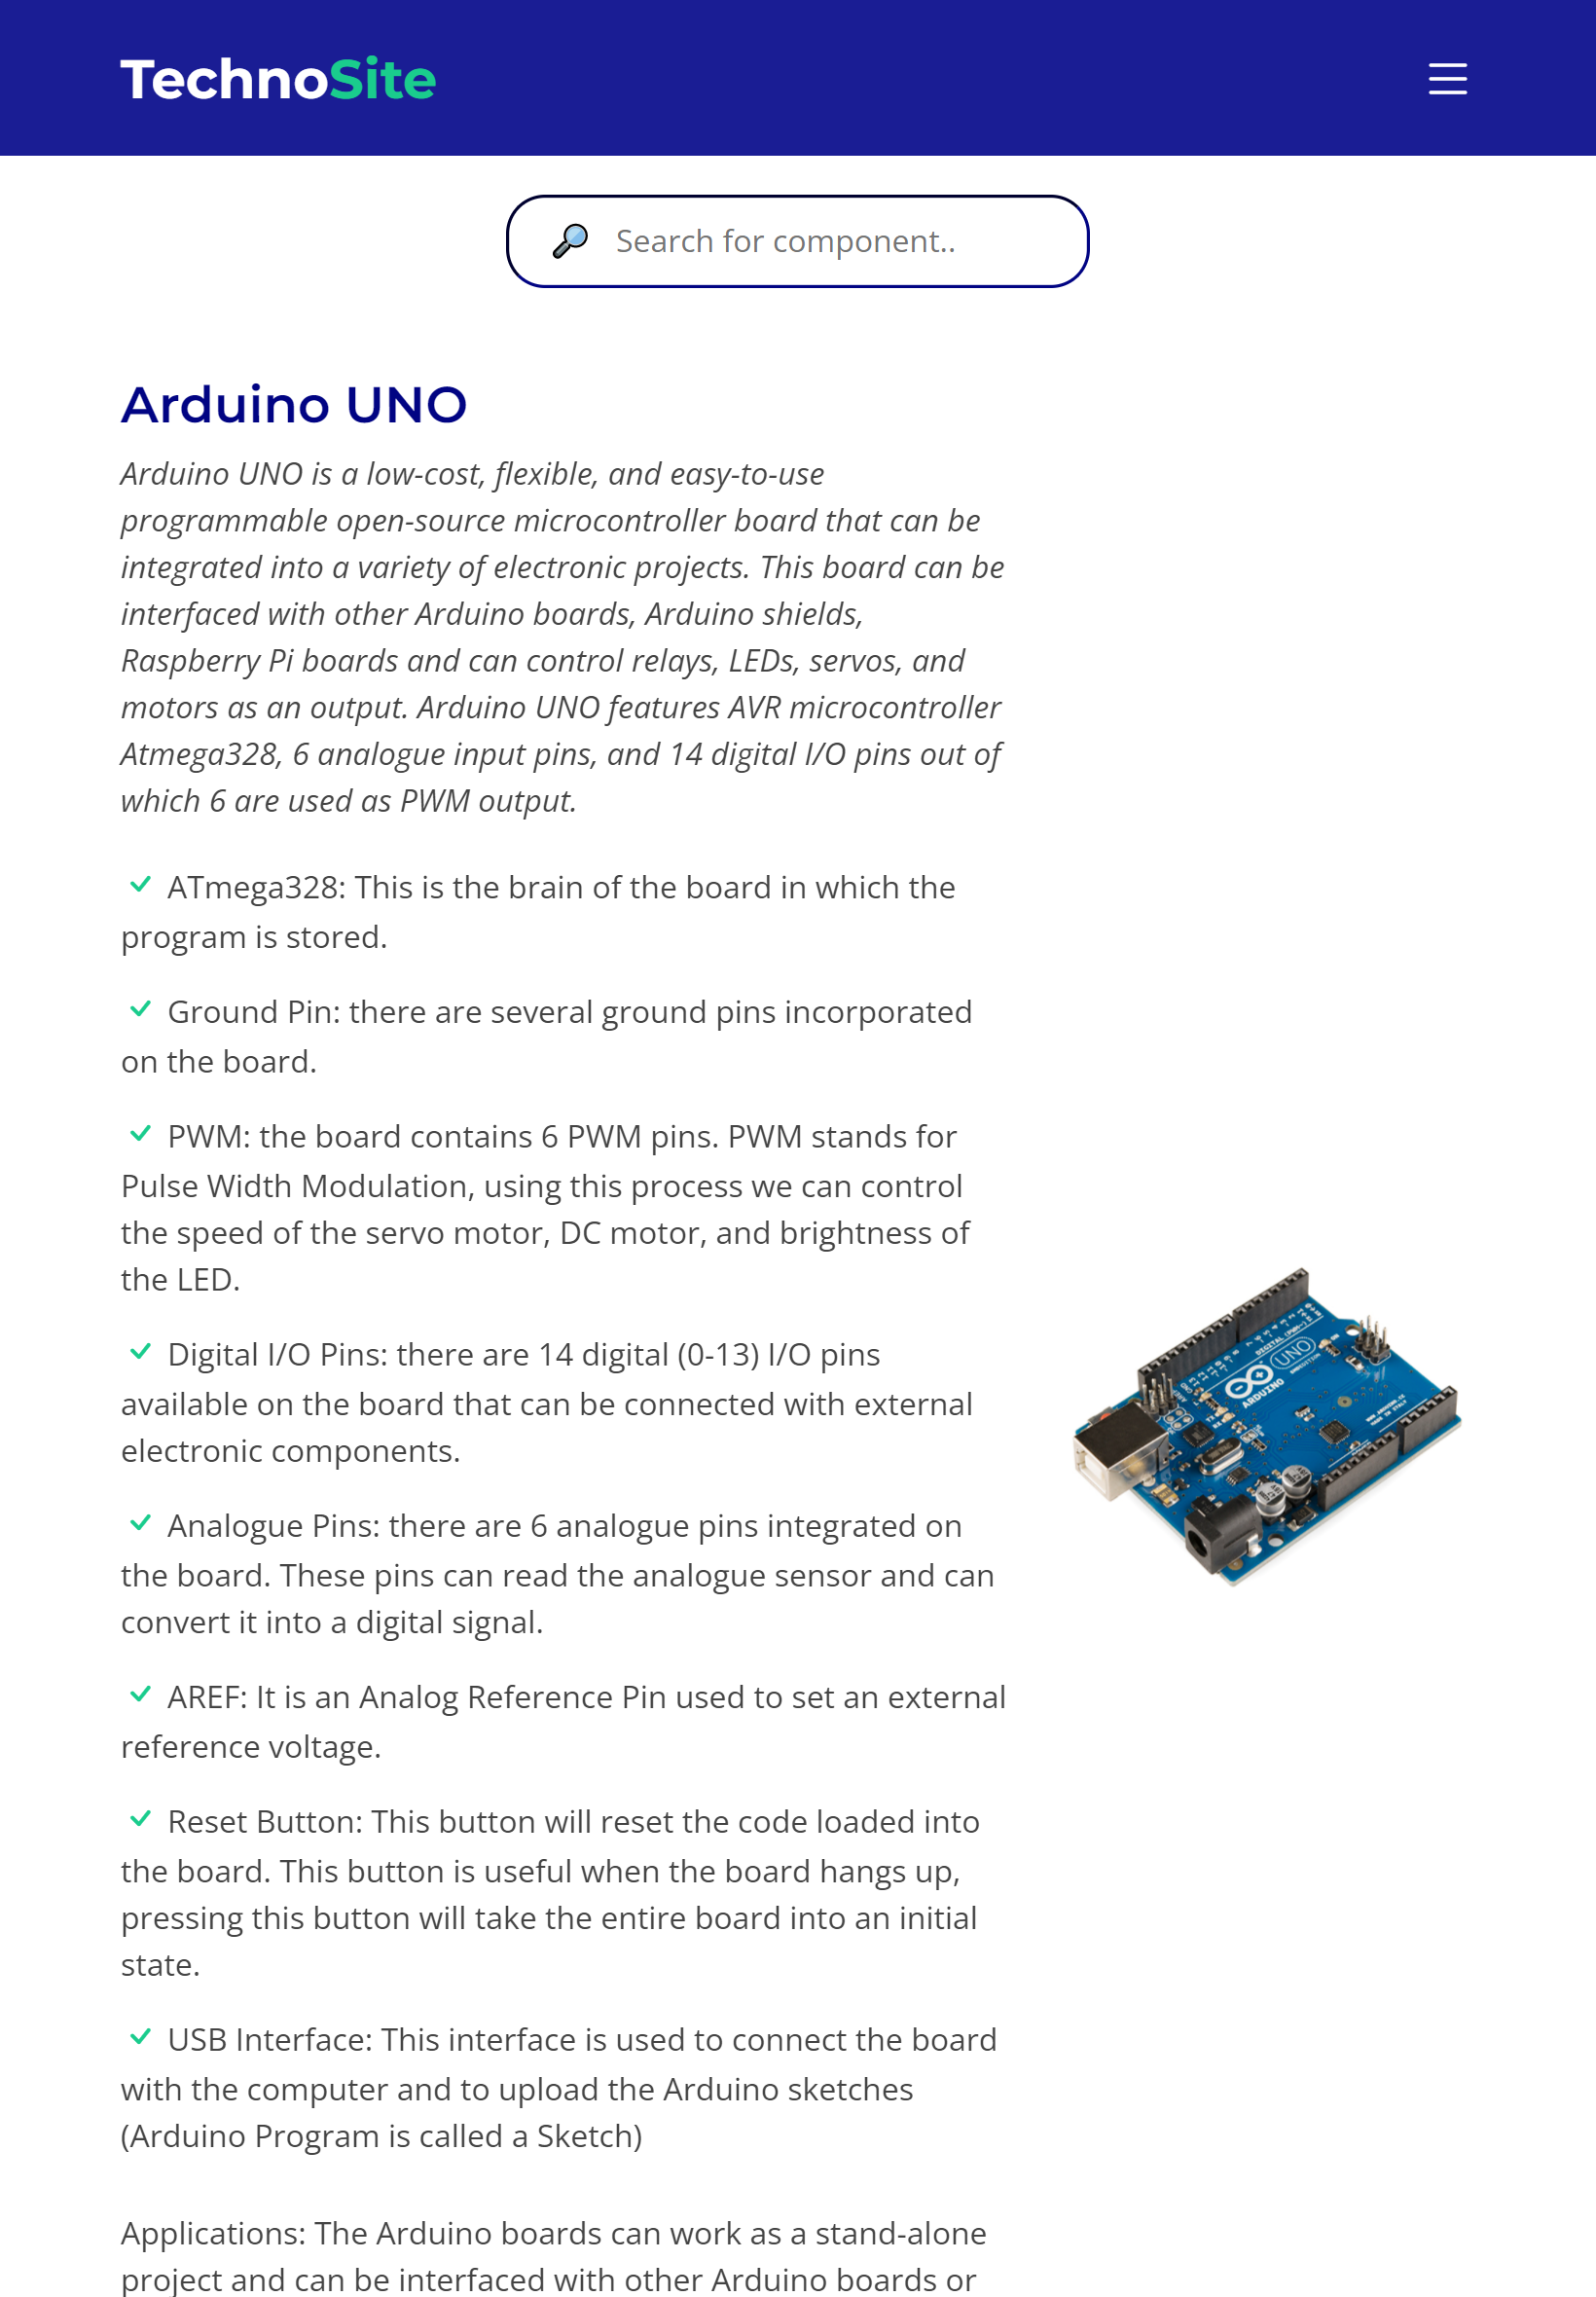 TechnoSite
Search for component..
Arduino UNO
Arduino UNO is a low-cost, flexible, and easy-to-use
programmable open-source microcontroller board that can be
integrated into a variety of electronic projects. This board can be
interfaced with other Arduino boards, Arduino shields,
Raspberry Pi boards and can control relays, LEDs, servos, and
motors as an output. Arduino UNO features AVR microcontroller
Atmega328, 6 analogue input pins, and 14 digital I/O pins out of
which 6 are used as PWM output.
ATmega328: This is the brain of the board in which the
program is stored.
Ground Pin: there are several ground pins incorporated
on the board.
PWM: the board contains 6 PWM pins. PWM stands for
Pulse Width Modulation, using this process we can control
the speed of the servo motor, DC motor, and brightness of
the LED.
Digital I/O Pins: there are 14 digital (0-13) I/O pins
available on the board that can be connected with external
electronic components.
Analogue Pins: there are 6 analogue pins integrated on
the board. These pins can read the analogue sensor and can
convert it into a digital signal.
AREF: It is an Analog Reference Pin used to set an external
reference voltage.
Reset Button: This button will reset the code loaded into
the board. This button is useful when the board hangs up,
pressing this button will take the entire board into an initial
state.
USB Interface: This interface is used to connect the board
with the computer and to upload the Arduino sketches
(Arduino Program is called a Sketch)
Applications: The Arduino boards can work as a stand-alone
project and can be interfaced with other Arduino boards or
UNO
ARDUINO